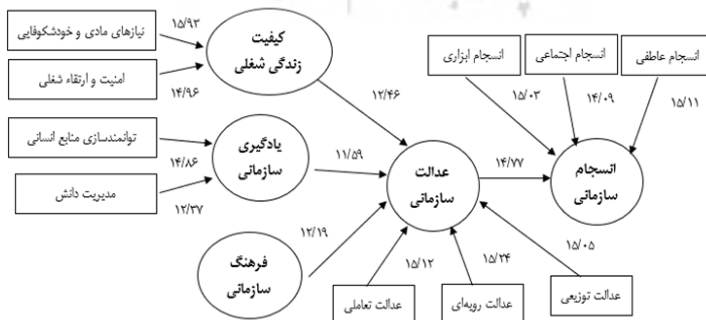 نیازهای مادی و خودشکوفایی
۱۵/۹۳
امنیت و ارتقاء شغلی
۱۴/۹۶
کیفیت
زندگی شغلی
۱۲/۴۶
توانمندسازی منابع انسانی
۱۴/۸۶
مدیریت دانش
۱۲/۳۷
یادگیری
سازمانی
۱۱/۵۹
فرهنگ
سازمانی
۱۲/۱۹
عدالت
سازمانی
۱۴/۷۷
انسجام ابزاری
۱۵/۰۳
انسجام اجتماعی
۱۴/۰۹
انسجام عاطفی
۱۵/۱۱
انسجام
سازمانی
۱۵/۱۲
عدالت تعاملی
۱۵/۲۴
عدالت رویه‌ای
۱۵/۰۵
عدالت توزیعی